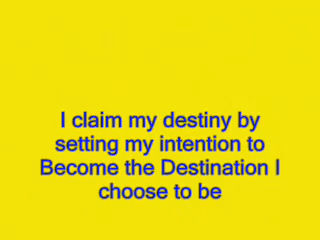 I claim my destiny by
setting my intention to
Become the Destination I
choose to be